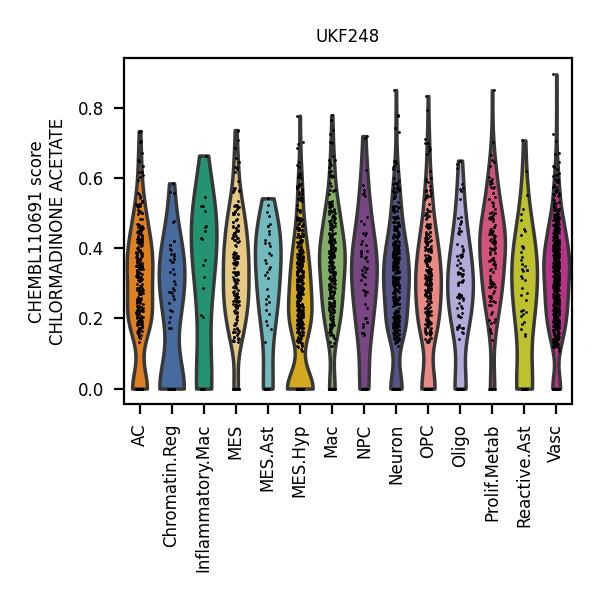 UKF248
CHEMBL110691 score
CHLORMADINONE ACETATE
0.8
0.6
0.4
0.2
0.0
AC
Chromatin.Reg
Inflammatory.Mac
MES
MES.Ast
MES.Hyp
Mac
NPC
Neuron
OPC
Oligo
Prolif.Metab
Reactive.Ast
Vasc